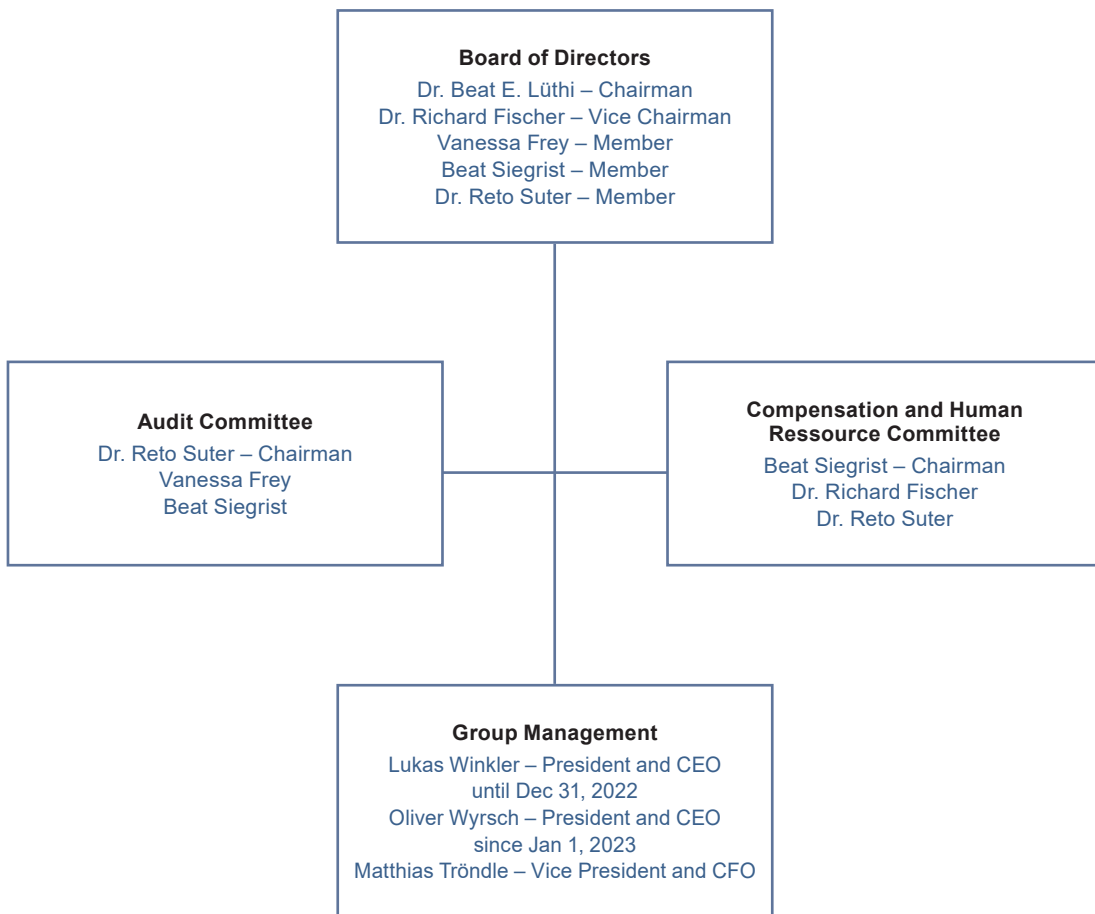 Board of Directors
Dr. Beat E. Lüthi – Chairman
Dr. Richard Fischer – Vice Chairman
Vanessa Frey – Member
Beat Siegrist – Member
Dr. Reto Suter – Member
Audit Committee
Dr. Reto Suter – Chairman
Vanessa Frey
Beat Siegrist
Compensation and Human
Ressource Committee
Beat Siegrist – Chairman
Dr. Richard Fischer
Dr. Reto Suter
Group Management
Lukas Winkler – President and CEO
until Dec 31, 2022
Oliver Wyrsch – President and CEO
since Jan 1, 2023
Matthias Tröndle – Vice President and CFO